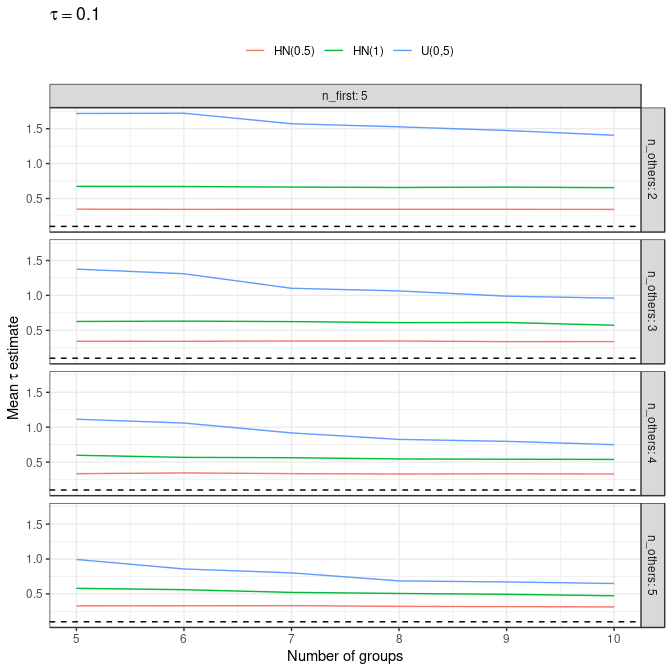 τ = 0.1
HN(0.5) HN(1) U(0,5)
n_first: 5
1.5
1.0
0.5
n_others: 2
1.5
1.0
0.5
n_others: 3
1.5
1.0
0.5
n_others: 4
1.5
1.0
0.5
n_others: 5
Mean τ estimate
5 6 7 8 9 10
Number of groups